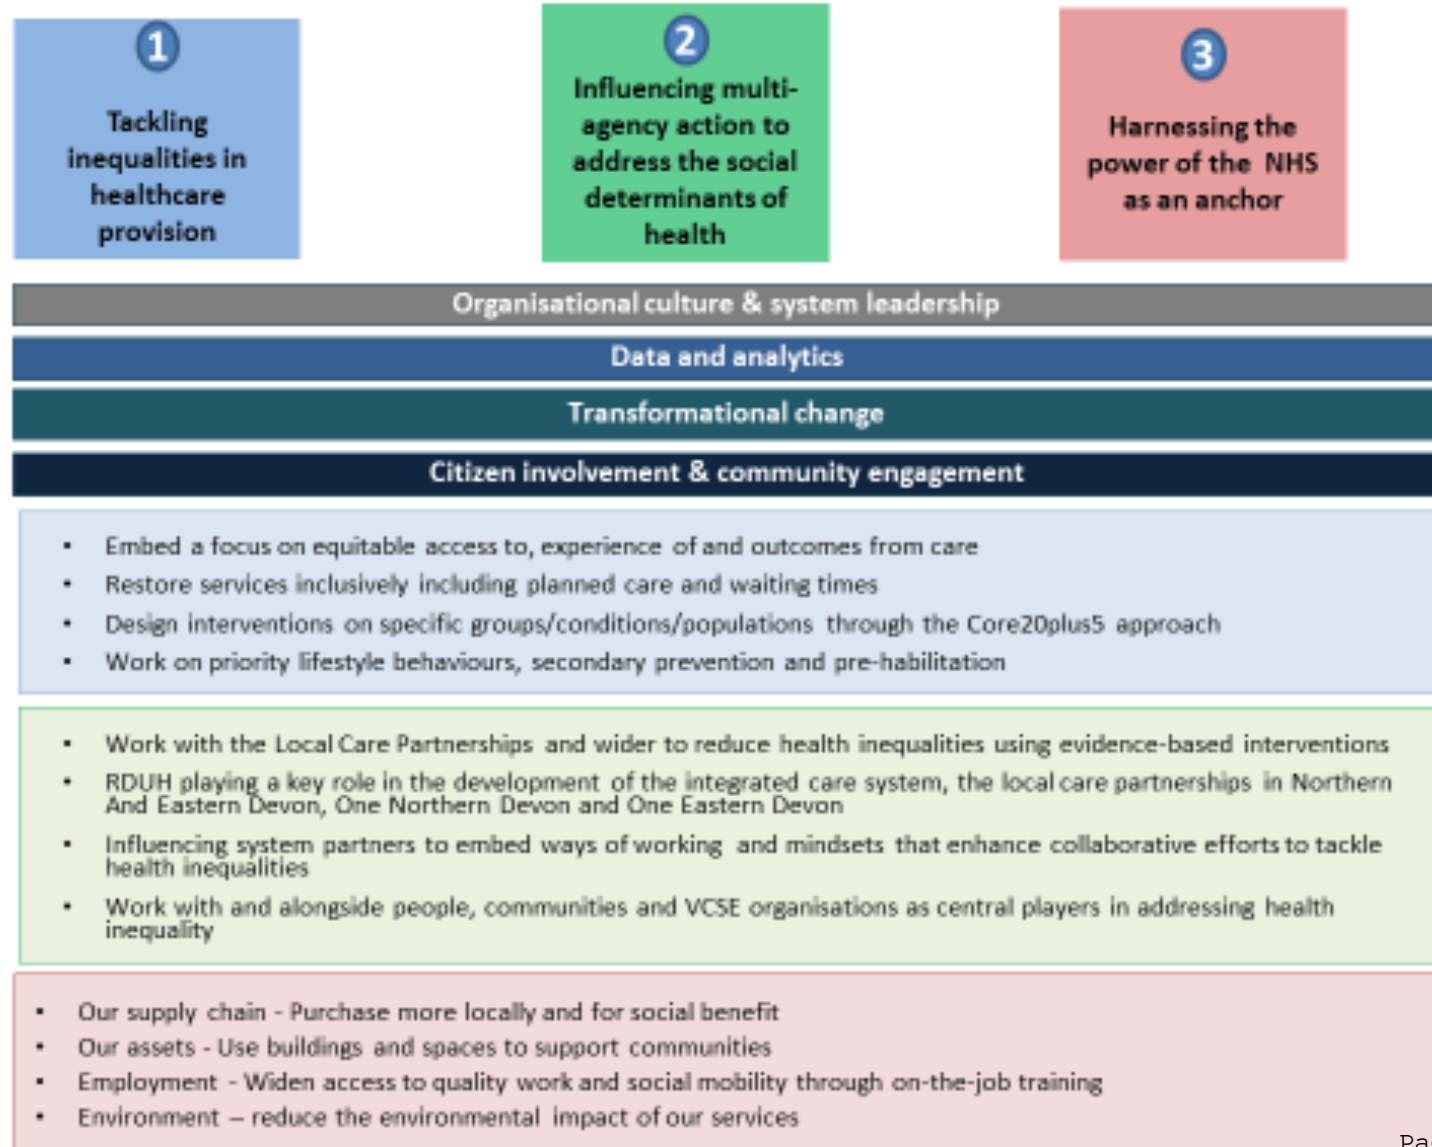 1
Tackling
inequalities in
healthcare
provision
2
Influencing multi-
agency action to
address the social
determinants of
health
3
Harnessing the
power of the NHS
as an anchor
Organisational culture & system leadership
Data and analytics
Transformational change
Citizen involvement & community engagement
• Embed a focus on equitable access to, experience of and outcomes from care
• Restore services inclusively including planned care and waiting times
• Design interventions on specific groups/conditions/populations through the Core20plus5 approach
• Work on priority lifestyle behaviours, secondary prevention and pre-habilitation
• Work with the Local Care Partnerships and wider to reduce health inequalities using evidence-based interventions
• RDUH playing a key role in the development of the integrated care system, the local care partnerships in Northern
And Eastern Devon, One Northern Devon and One Eastern Devon
• Influencing system partners to embed ways of working and mindsets that enhance collaborative efforts to tackle
health inequalities
• Work with and alongside people, communities and VCSE organisations as central players in addressing health
inequality
• Our supply chain - Purchase more locally and for social benefit
• Our assets - Use buildings and spaces to support communities
• Employment - Widen access to quality work and social mobility through on-the-job training
• Environment – reduce the environmental impact of our services